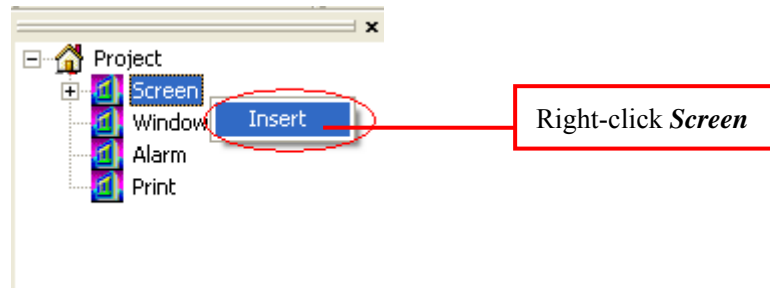 Project
Screen
Window
Insert
Right-click Screen
Alarm
Print